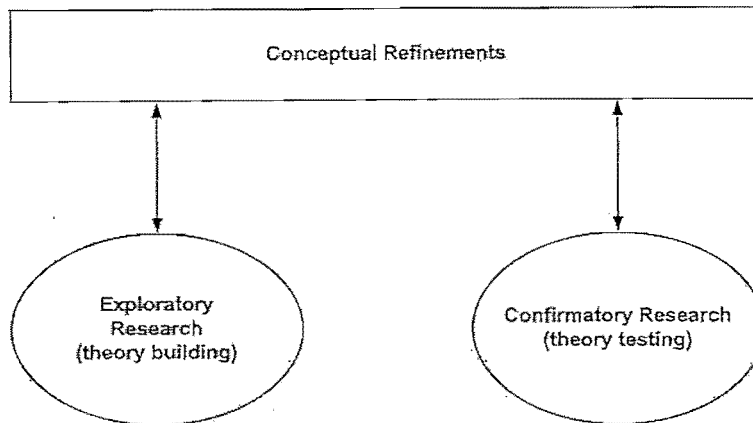 Conceptual Refinements
Exploratory
Research
(theory building)
Confirmatory Research
(theory testing)